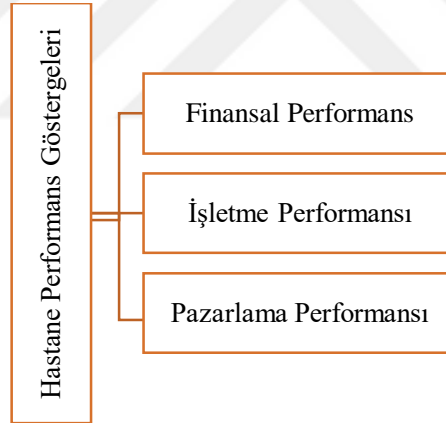 Hastane Performans Göstergeleri
Finansal Performans
İşletme Performansı
Pazarlama Performansı